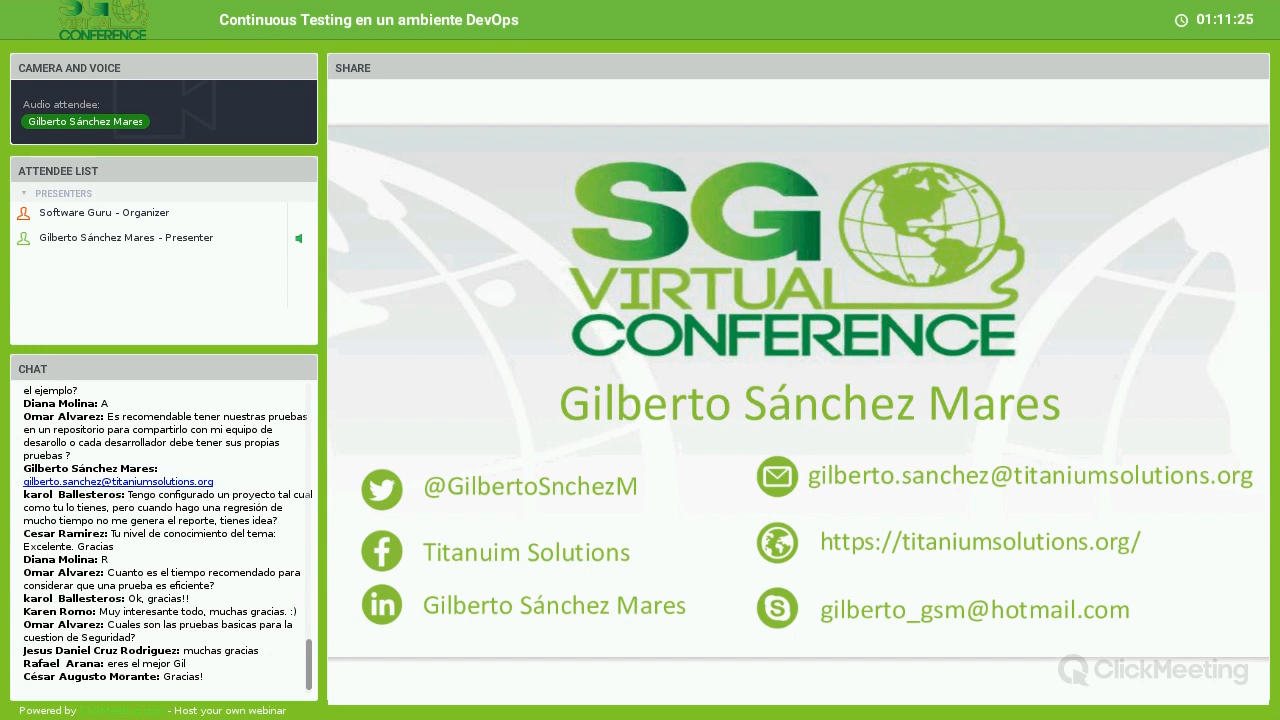 SG
VIRTUAL
CONFERENCE
Continuous Testing en un ambiente DevOps
01:11:25
CAMERA AND VOICE
Audio attendee:
Gilberto Sánchez Mares
ATTENDEE LIST
PRESENTERS
Software Guru - Organizer
Gilberto Sánchez Mares - Presenter
CHAT
el ejemplo?
Diana Molina: A
Omar Alvarez: Es recomendable tener nuestras pruebas
en un repositorio para compartirlo con mi equipo de
desarollo o cada desarrollador debe tener sus propias
pruebas ?
Gilberto Sánchez Mares:
gilberto.sanchez@titaniumsolutions.org
karol Ballesteros: Tengo configurado un proyecto tal cual
como tu lo tienes, pero cuando hago una regresión de
mucho tiempo no me genera el reporte, tienes idea?
Cesar Ramirez: Tu nivel de conocimiento del tema:
Excelente. Gracias
Diana Molina: R
Omar Alvarez: Cuanto es el tiempo recomendado para
considerar que una prueba es eficiente?
karol Ballesteros: Ok, gracias!!
Karen Romo: Muy interesante todo, muchas gracias. :)
Omar Alvarez: Cuales son las pruebas basicas para la
cuestion de Seguridad?
Jesus Daniel Cruz Rodriguez: muchas gracias
Rafael Arana: eres el mejor Gil
César Augusto Morante: Gracias!
Powered by
- Host your own webinar
SHARE
SG
VIRTUAL
CONFERENCE
Gilberto Sánchez Mares
@GilbertoSnchezM
Titanuim Solutions
Gilberto Sánchez Mares
gilberto.sanchez@titaniumsolutions.org
https://titaniumsolutions.org/
gilberto_gsm@hotmail.com
ClickMeeting